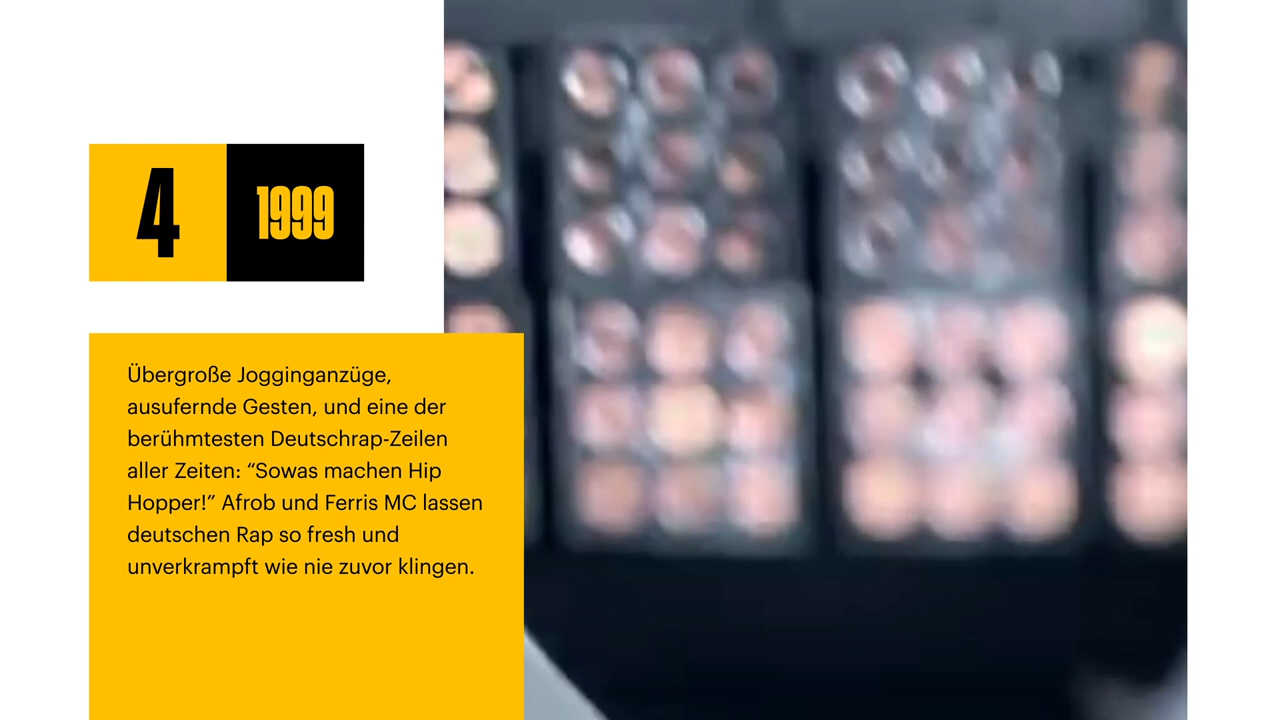 4
1999
Übergroße Jogginganzüge,
ausufernde Gesten, und eine der
berühmtesten Deutschrap-Zeilen
aller Zeiten: “Sowas machen Hip
Hopper!” Afrob und Ferris MC lassen
deutschen Rap so fresh und
unverkrampft wie nie zuvor klingen.